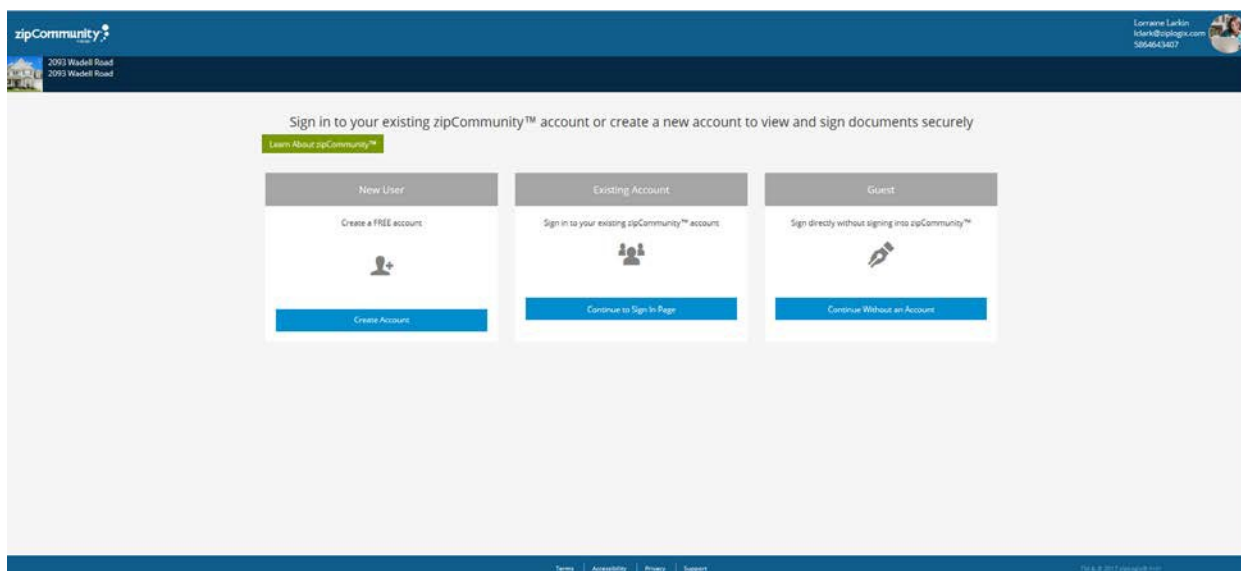 zipCommunity
Lorraine Larkin
lclark@ziplogix.com
5864643407
2093 Wadell Road
2093 Wadell Road
Sign in to your existing zipCommunity™ account or create a new account to view and sign documents securely
Learn About zipCommunity™
New User
Existing Account
Guest
Create a FREE account
Sign in to your existing zipCommunity™ account
Sign directly without signing into zipCommunity™
Create Account
Continue to Sign In Page
Continue Without an Account
Terms | Accessibility | Privacy | Support